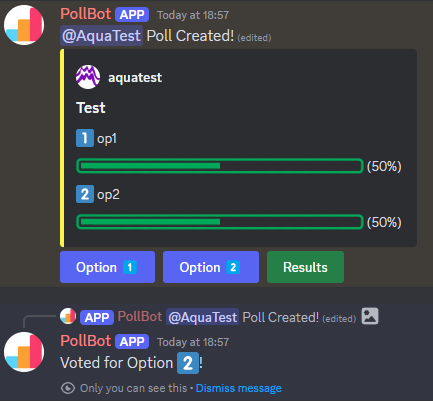 PollBot APP Today at 18:57
@AquaTest Poll Created! (edited)
aquatest
Test
1 op1
(50%)
2 op2
(50%)
Option 1 Option 2 Results
APP PollBot @AquaTest Poll Created! (edited)
PollBot APP Today at 18:57
Voted for Option 2!
Only you can see this • Dismiss message